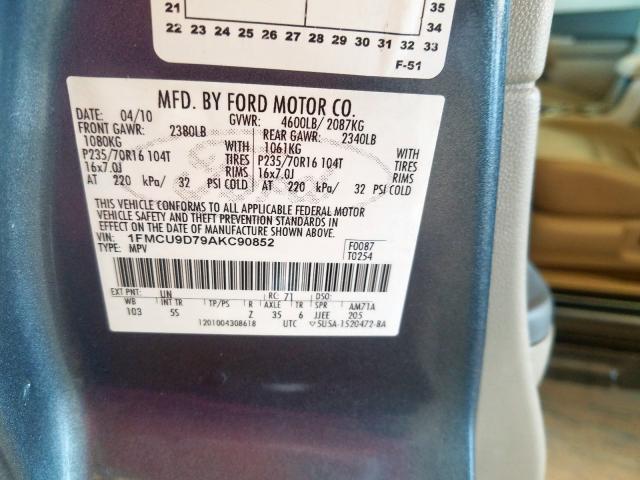 21 35
34
22 23 24 25 26 27 28 29 30 31 32 33
F-51
MFD. BY FORD MOTOR CO.
DATE: 04/10 GVWR: 4600LB/ 2087KG
FRONT GAWR: 2380LB REAR GAWR: 2340LB
1080KG WITH 1061KG WITH
P235/70R16 104T TIRES P235/70R16 104T TIRES
16x7.0J RIMS 16x7.0J RIMS
AT 220 kPa/ 32 PSI COLD AT 220 kPa/ 32 PSI COLD
THIS VEHICLE CONFORMS TO ALL APPLICABLE FEDERAL MOTOR
VEHICLE SAFETY AND THEFT PREVENTION STANDARDS IN
EFFECT ON THE DATE OF MANUFACTURE SHOWN ABOVE.
VIN: 1FMCU9D79AKC90852 F0087
TYPE: MPV T0254
EXT PNT: UN RC: 71 DSO:
WB INT TR TP/PS R AXLE TR SPR AM71A
103 5S Z 35 6 JJEE 205
1201004308618 UTC ▽5USA-1520472-BA
Ford